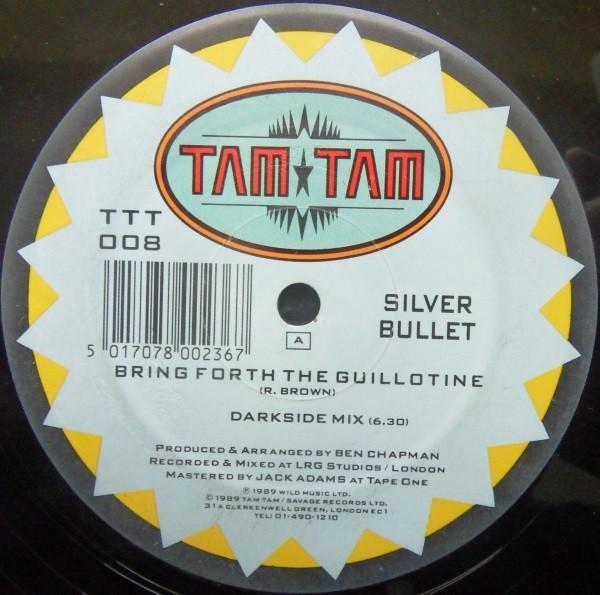 TAM TAM
TTT
008
5 017078 002367
A
SILVER
BULLET
BRING FORTH THE GUILLOTINE
(R. BROWN)
DARKSIDE MIX (6.30)
PRODUCED & ARRANGED BY BEN CHAPMAN
RECORDED & MIXED AT LRG STUDIOS / LONDON
MASTERED BY JACK ADAMS AT TAPE ONE
℗ 1989 WILD MUSIC LTD.
© 1989 TAM TAM / SAVAGE RECORDS LTD.
31A CLERKENWELL GREEN, LONDON EC1
TEL: 01-490-1210